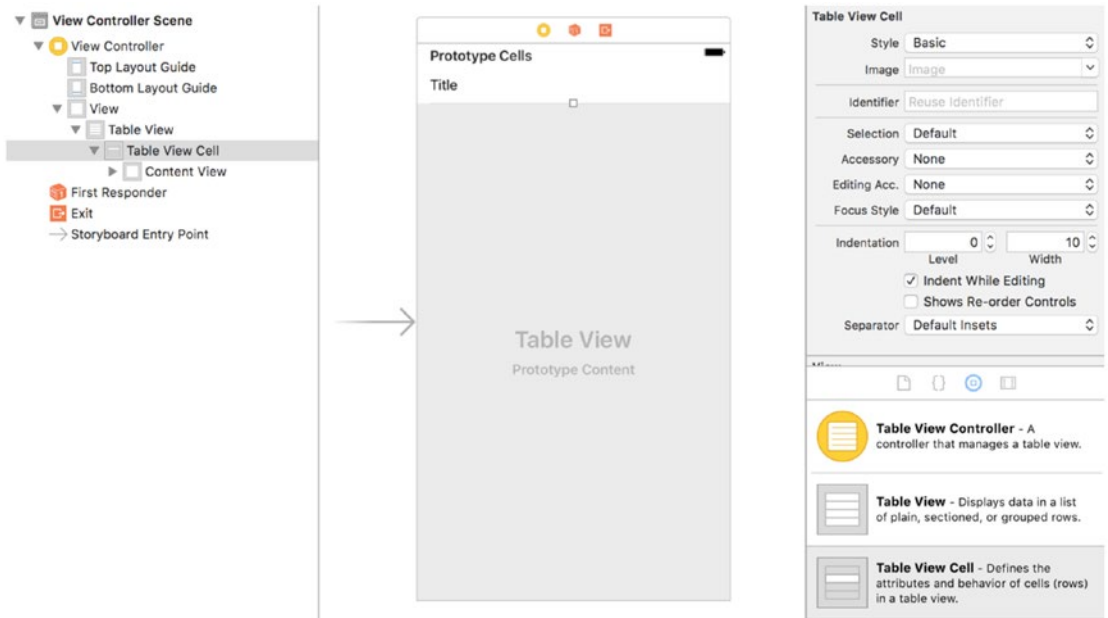 View Controller Scene
View Controller
Top Layout Guide
Bottom Layout Guide
View
Table View
Table View Cell
Content View
First Responder
Exit
Storyboard Entry Point
Prototype Cells
Title
Table View
Prototype Content
Table View Cell
Style Basic
Image Image
Identifier Reuse Identifier
Selection Default
Accessory None
Editing Acc. None
Focus Style Default
Indentation 0 10
Level Width
Indent While Editing
Shows Re-order Controls
Separator Default Insets
Table View Controller - A
controller that manages a table view.
Table View - Displays data in a list
of plain, sectioned, or grouped rows.
Table View Cell - Defines the
attributes and behavior of cells (rows)
in a table view.